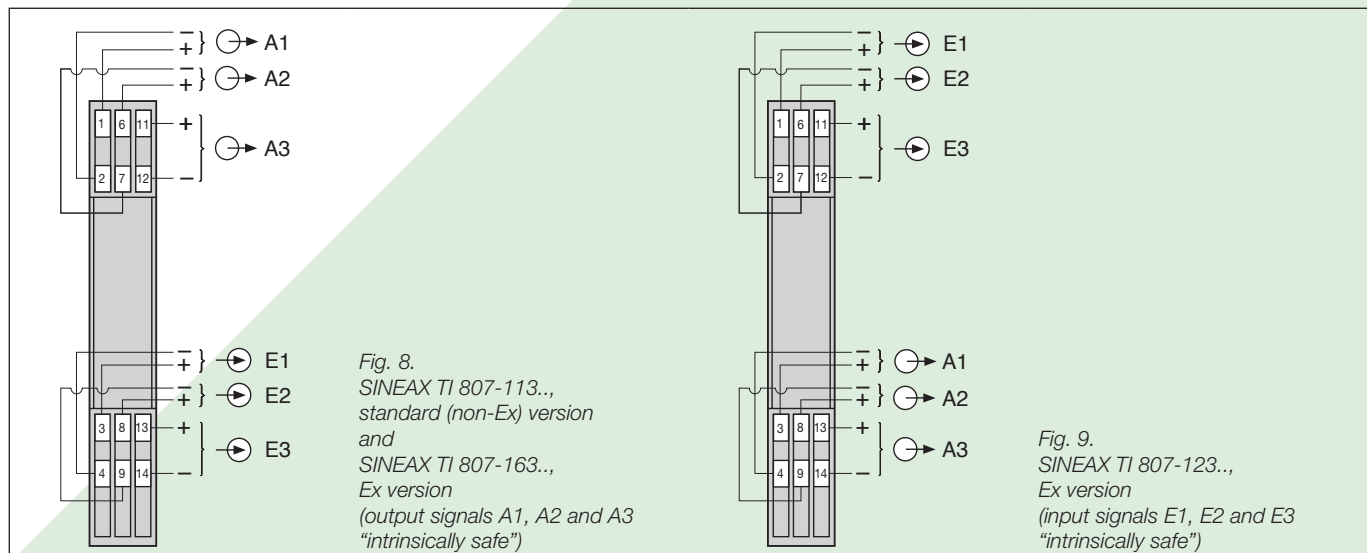 − } A1
+
− } A2
+
1 6 11 +
} A3
2 7 12 −
− } E1
+
− } E2
+
3 8 13 +
} E3
4 9 14 −
Fig. 8.
SINEAX TI 807-113..,
standard (non-Ex) version
and
SINEAX TI 807-163..,
Ex version
(output signals A1, A2 and A3
“intrinsically safe”)
− } E1
+
− } E2
+
1 6 11 +
} E3
2 7 12 −
− } A1
+
− } A2
+
3 8 13 +
} A3
4 9 14 −
Fig. 9.
SINEAX TI 807-123..,
Ex version
(input signals E1, E2 and E3
“intrinsically safe”)